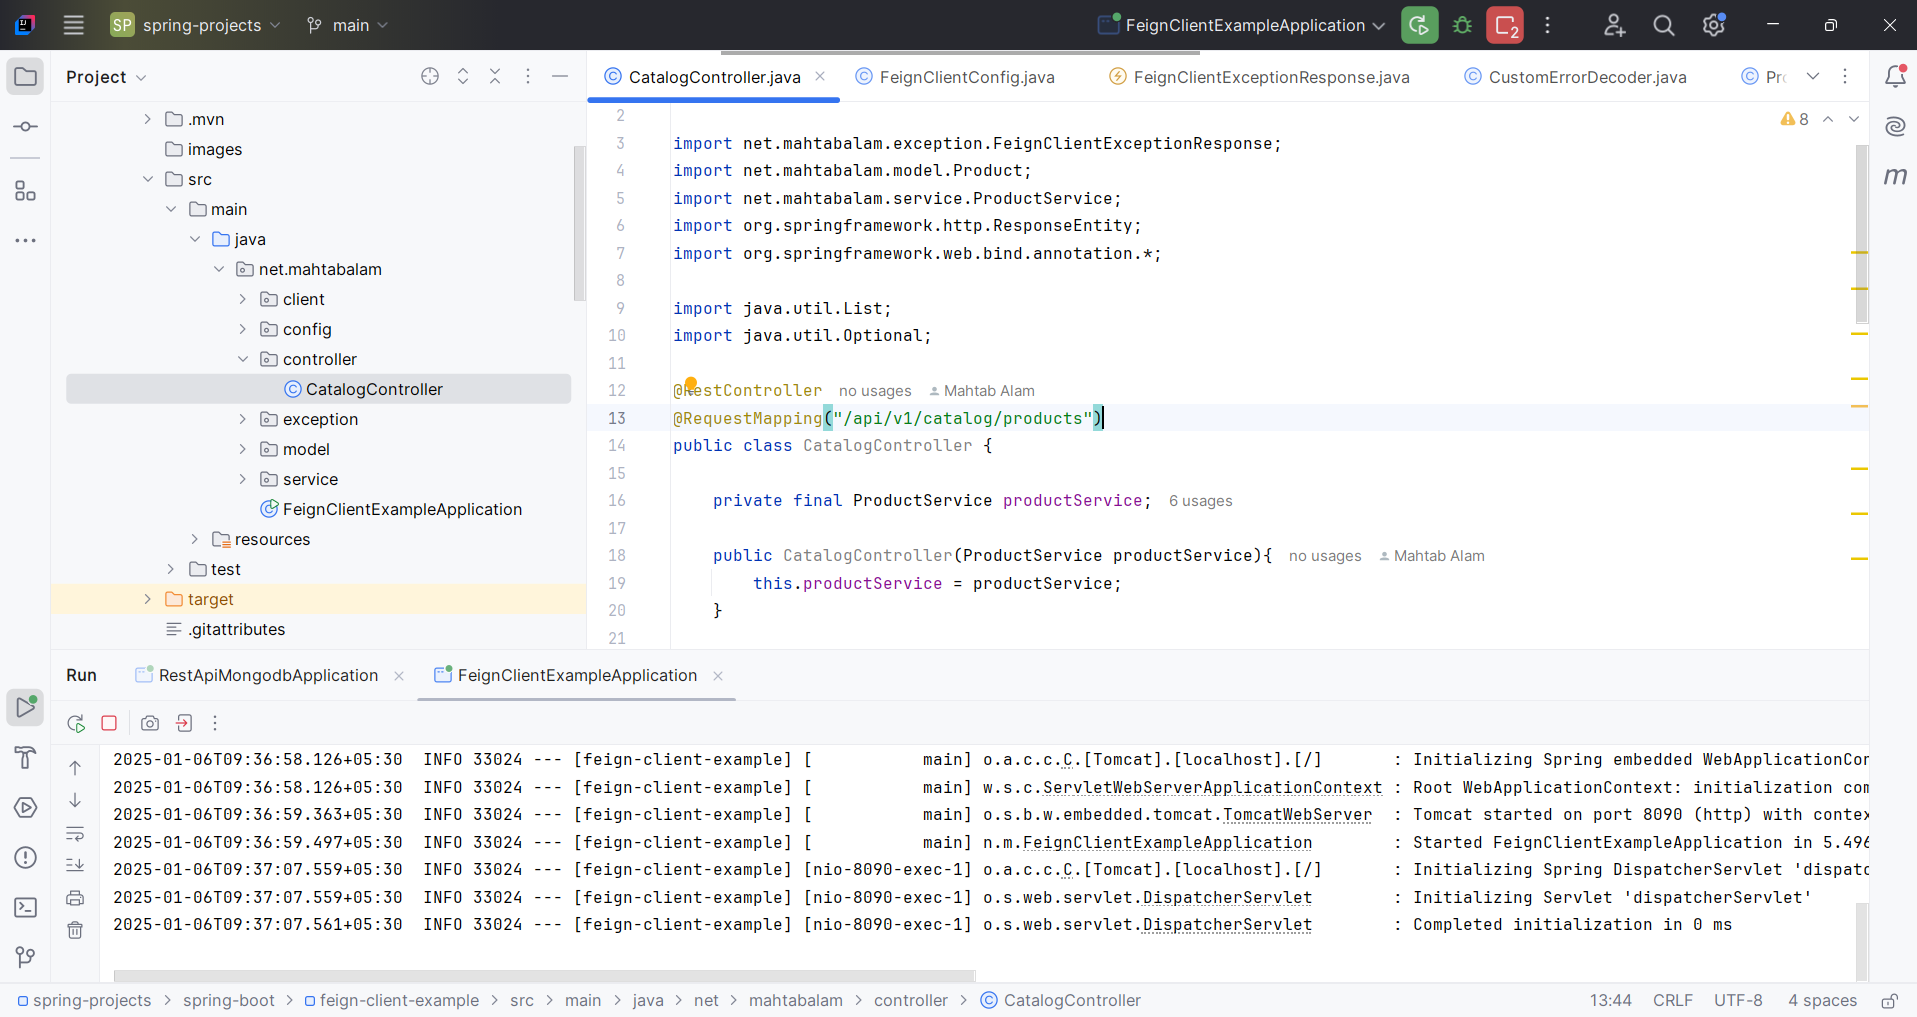 SP spring-projects main FeignClientExampleApplication 2
Project
CatalogController.java FeignClientConfig.java FeignClientExceptionResponse.java CustomErrorDecoder.java
.mvn
images
src
main
java
net.mahtabalam
client
config
controller
CatalogController
exception
model
service
FeignClientExampleApplication
resources
test
target
.gitattributes
8
2
3 import net.mahtabalam.exception.FeignClientExceptionResponse;
4 import net.mahtabalam.model.Product;
5 import net.mahtabalam.service.ProductService;
6 import org.springframework.http.ResponseEntity;
7 import org.springframework.web.bind.annotation.*;
8
9 import java.util.List;
10 import java.util.Optional;
11
12 @RestController no usages Mahtab Alam
13 @RequestMapping("/api/v1/catalog/products")
14 public class CatalogController {
15
16 private final ProductService productService; 6 usages
17
18 public CatalogController(ProductService productService){ no usages Mahtab Alam
19 this.productService = productService;
20 }
21
m
Run RestApiMongodbApplication FeignClientExampleApplication
2025-01-06T09:36:58.126+05:30 INFO 33024 --- [feign-client-example] [ main] o.a.c.c.C.[Tomcat].[localhost].[/] : Initializing Spring embedded WebApplicationCon
2025-01-06T09:36:58.126+05:30 INFO 33024 --- [feign-client-example] [ main] w.s.c.ServletWebServerApplicationContext : Root WebApplicationContext: initialization com
2025-01-06T09:36:59.363+05:30 INFO 33024 --- [feign-client-example] [ main] o.s.b.w.embedded.tomcat.TomcatWebServer : Tomcat started on port 8090 (http) with contex
2025-01-06T09:36:59.497+05:30 INFO 33024 --- [feign-client-example] [ main] n.m.FeignClientExampleApplication : Started FeignClientExampleApplication in 5.496
2025-01-06T09:37:07.559+05:30 INFO 33024 --- [feign-client-example] [nio-8090-exec-1] o.a.c.c.C.[Tomcat].[localhost].[/] : Initializing Spring DispatcherServlet 'dispatc
2025-01-06T09:37:07.559+05:30 INFO 33024 --- [feign-client-example] [nio-8090-exec-1] o.s.web.servlet.DispatcherServlet : Initializing Servlet 'dispatcherServlet'
2025-01-06T09:37:07.561+05:30 INFO 33024 --- [feign-client-example] [nio-8090-exec-1] o.s.web.servlet.DispatcherServlet : Completed initialization in 0 ms
spring-projects > spring-boot > feign-client-example > src > main > java > net > mahtabalam > controller > CatalogController 13:44 CRLF UTF-8 4 spaces